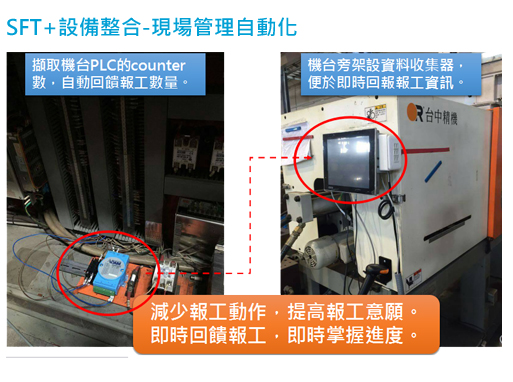 SFT+設備整合-現場管理自動化
擷取機台PLC的counter
數，自動回饋報工數量。
機台旁架設資料收集器，
便於即時回報報工資訊。
台中精機
減少報工動作，提高報工意願。
即時回饋報工，即時掌握進度。